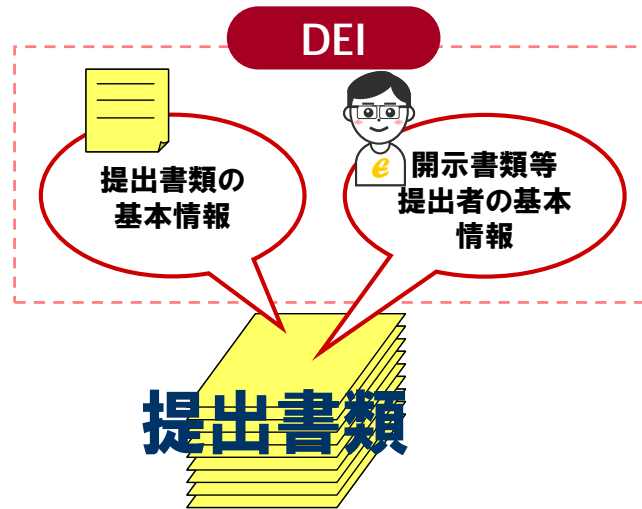 DEI
提出書類の
基本情報
e
開示書類等
提出者の基本
情報
提出書類